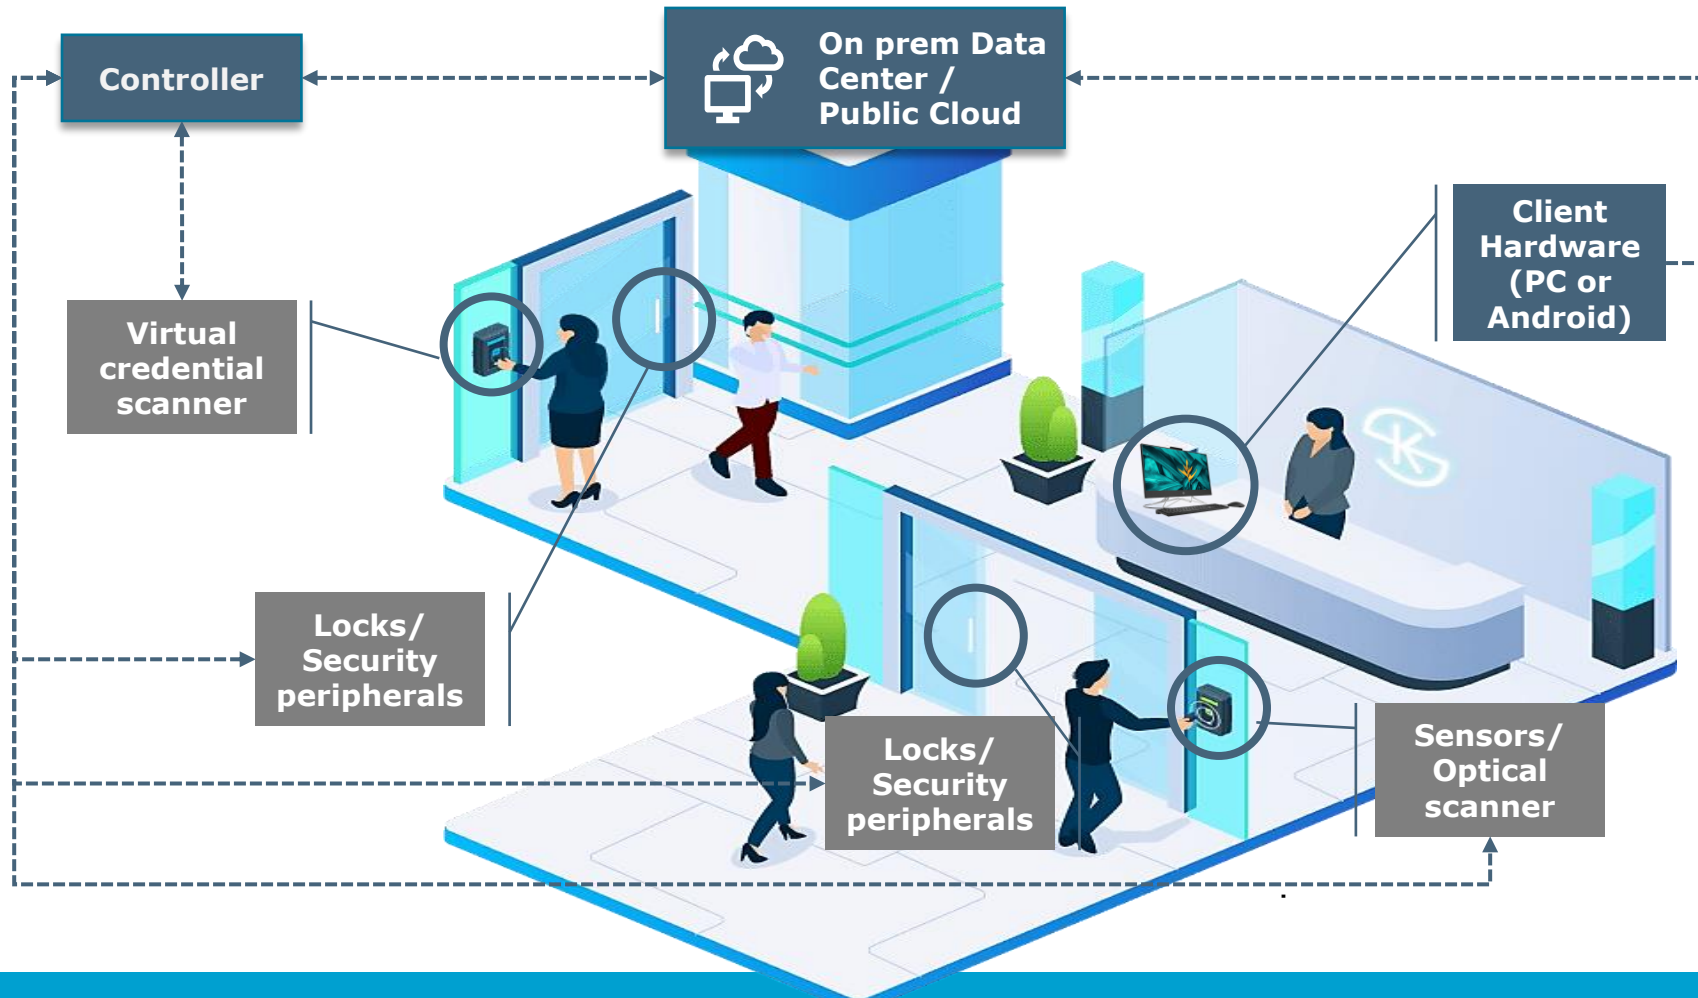 Controller
On prem Data
Center /
Public Cloud
Client
Hardware
(PC or
Android)
Virtual
credential
scanner
K
Locks/
Security
peripherals
Locks/
Security
peripherals
Sensors/
Optical
scanner